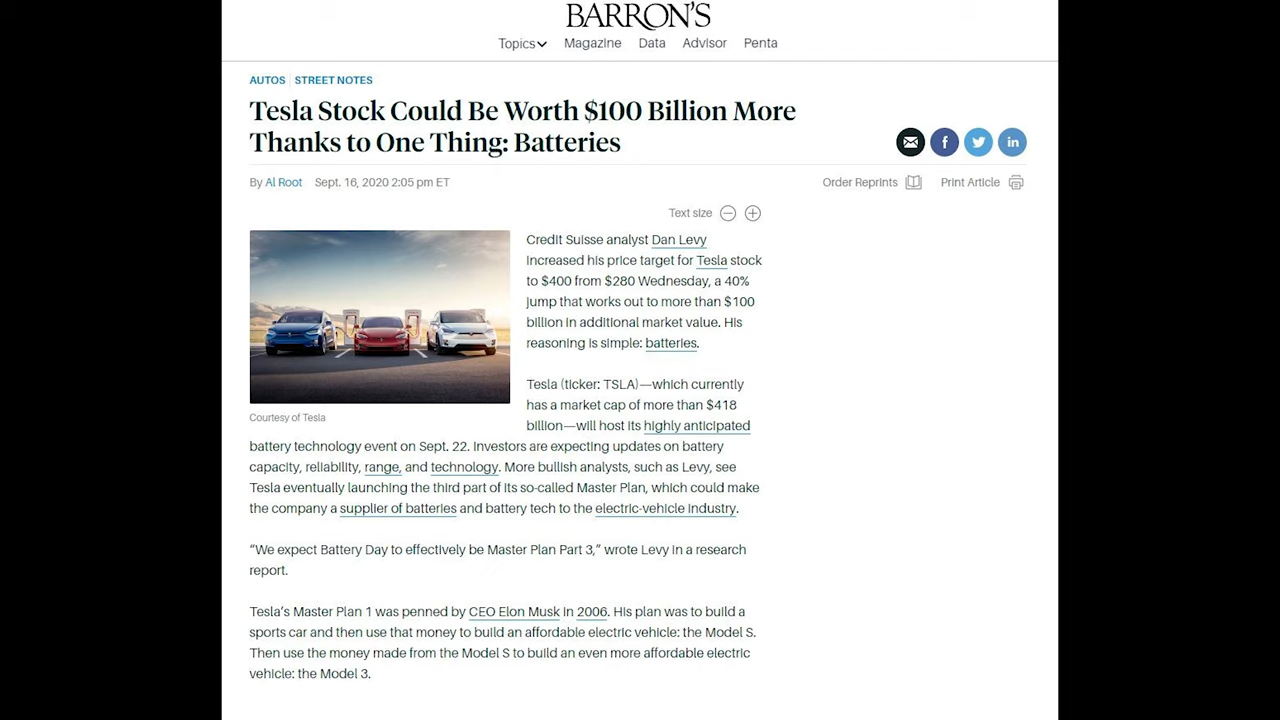 BARRON'S
Topics Magazine Data Advisor Penta
AUTOS STREET NOTES
Tesla Stock Could Be Worth $100 Billion More
Thanks to One Thing: Batteries
By Al Root Sept. 16, 2020 2:05 pm ET
Order Reprints Print Article
Text size
Credit Suisse analyst Dan Levy
increased his price target for Tesla stock
to $400 from $280 Wednesday, a 40%
jump that works out to more than $100
billion in additional market value. His
reasoning is simple: batteries.
Tesla (ticker: TSLA)—which currently
has a market cap of more than $418
billion—will host its highly anticipated
Courtesy of Tesla
battery technology event on Sept. 22. Investors are expecting updates on battery
capacity, reliability, range, and technology. More bullish analysts, such as Levy, see
Tesla eventually launching the third part of its so-called Master Plan, which could make
the company a supplier of batteries and battery tech to the electric-vehicle industry.
“We expect Battery Day to effectively be Master Plan Part 3,” wrote Levy in a research
report.
Tesla’s Master Plan 1 was penned by CEO Elon Musk in 2006. His plan was to build a
sports car and then use that money to build an affordable electric vehicle: the Model S.
Then use the money made from the Model S to build an even more affordable electric
vehicle: the Model 3.